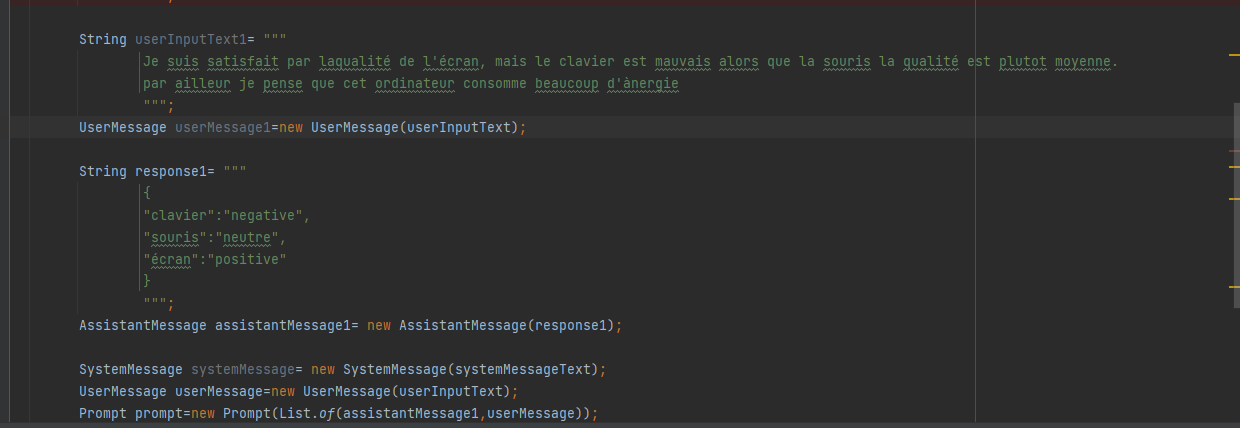 String userInputText1= """
Je suis satisfait par laqualité de l'écran, mais le clavier est mauvais alors que la souris la qualité est plutot moyenne.
par ailleur je pense que cet ordinateur consomme beaucoup d'ànergie
""";
UserMessage userMessage1=new UserMessage(userInputText);
String response1= """
{
"clavier":"negative",
"souris":"neutre",
"écran":"positive"
}
""";
AssistantMessage assistantMessage1= new AssistantMessage(response1);
SystemMessage systemMessage= new SystemMessage(systemMessageText);
UserMessage userMessage=new UserMessage(userInputText);
Prompt prompt=new Prompt(List.of(assistantMessage1,userMessage));